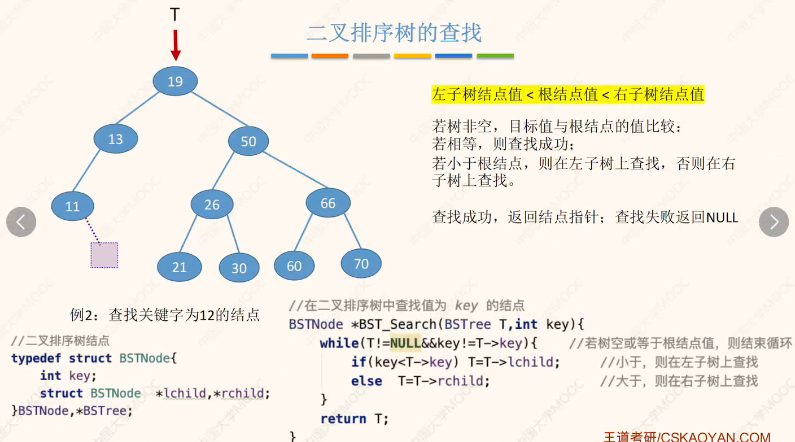 T
二叉排序树的查找
19
13
50
11
26
66
21
30
60
70
左子树结点值 < 根结点值 < 右子树结点值
若树非空，目标值与根结点的值比较：
若相等，则查找成功；
若小于根结点，则在左子树上查找，否则在右
子树上查找。
查找成功，返回结点指针；查找失败返回NULL
例2：查找关键字为12的结点
//二叉排序树结点
typedef struct BSTNode{
int key;
struct BSTNode *lchild,*rchild;
}BSTNode,*BSTree;
//在二叉排序树中查找值为 key 的结点
BSTNode *BST_Search(BSTree T,int key){
while(T!=NULL&&key!=T->key){ //若树空或等于根结点值，则结束循环
if(key<T->key) T=T->lchild; //小于，则在左子树上查找
else T=T->rchild; //大于，则在右子树上查找
}
return T;
}
王道考研/CSKAOYAN.COM